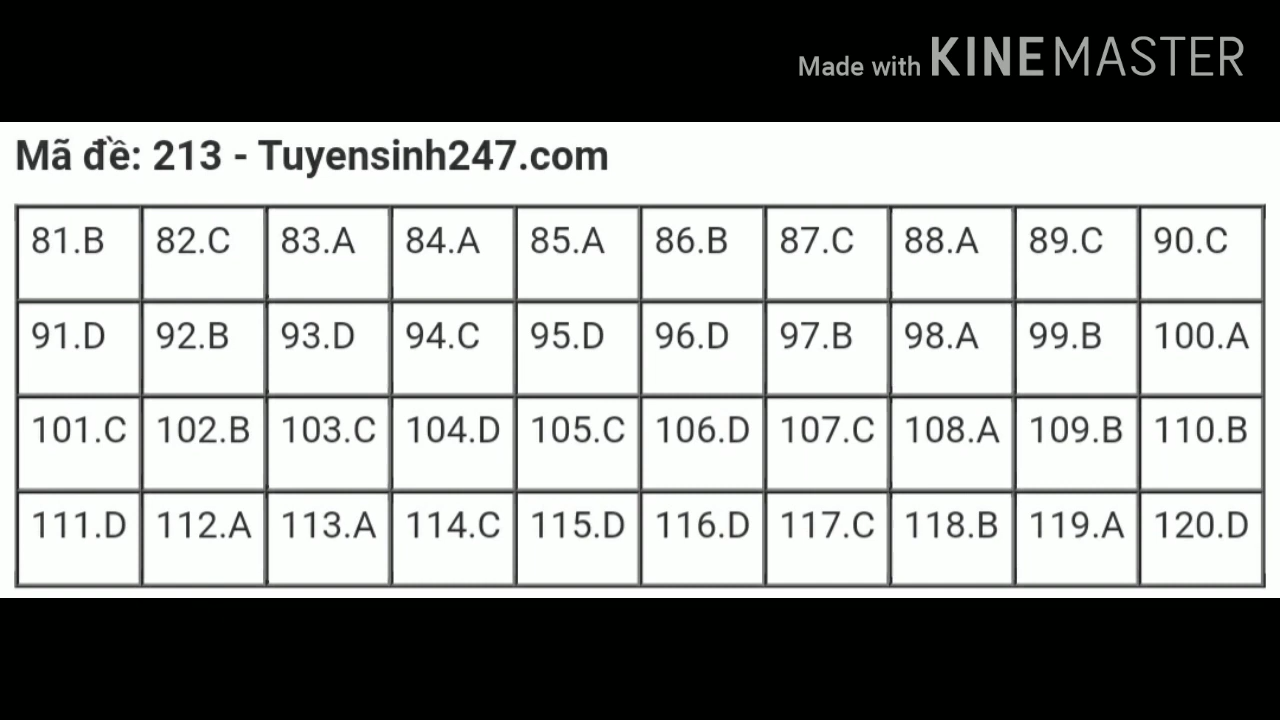 Made with KINEMASTER
Mã đề: 213 - Tuyensinh247.com
81.B 82.C 83.A 84.A 85.A 86.B 87.C 88.A 89.C 90.C
91.D 92.B 93.D 94.C 95.D 96.D 97.B 98.A 99.B 100.A
101.C 102.B 103.C 104.D 105.C 106.D 107.C 108.A 109.B 110.B
111.D 112.A 113.A 114.C 115.D 116.D 117.C 118.B 119.A 120.D